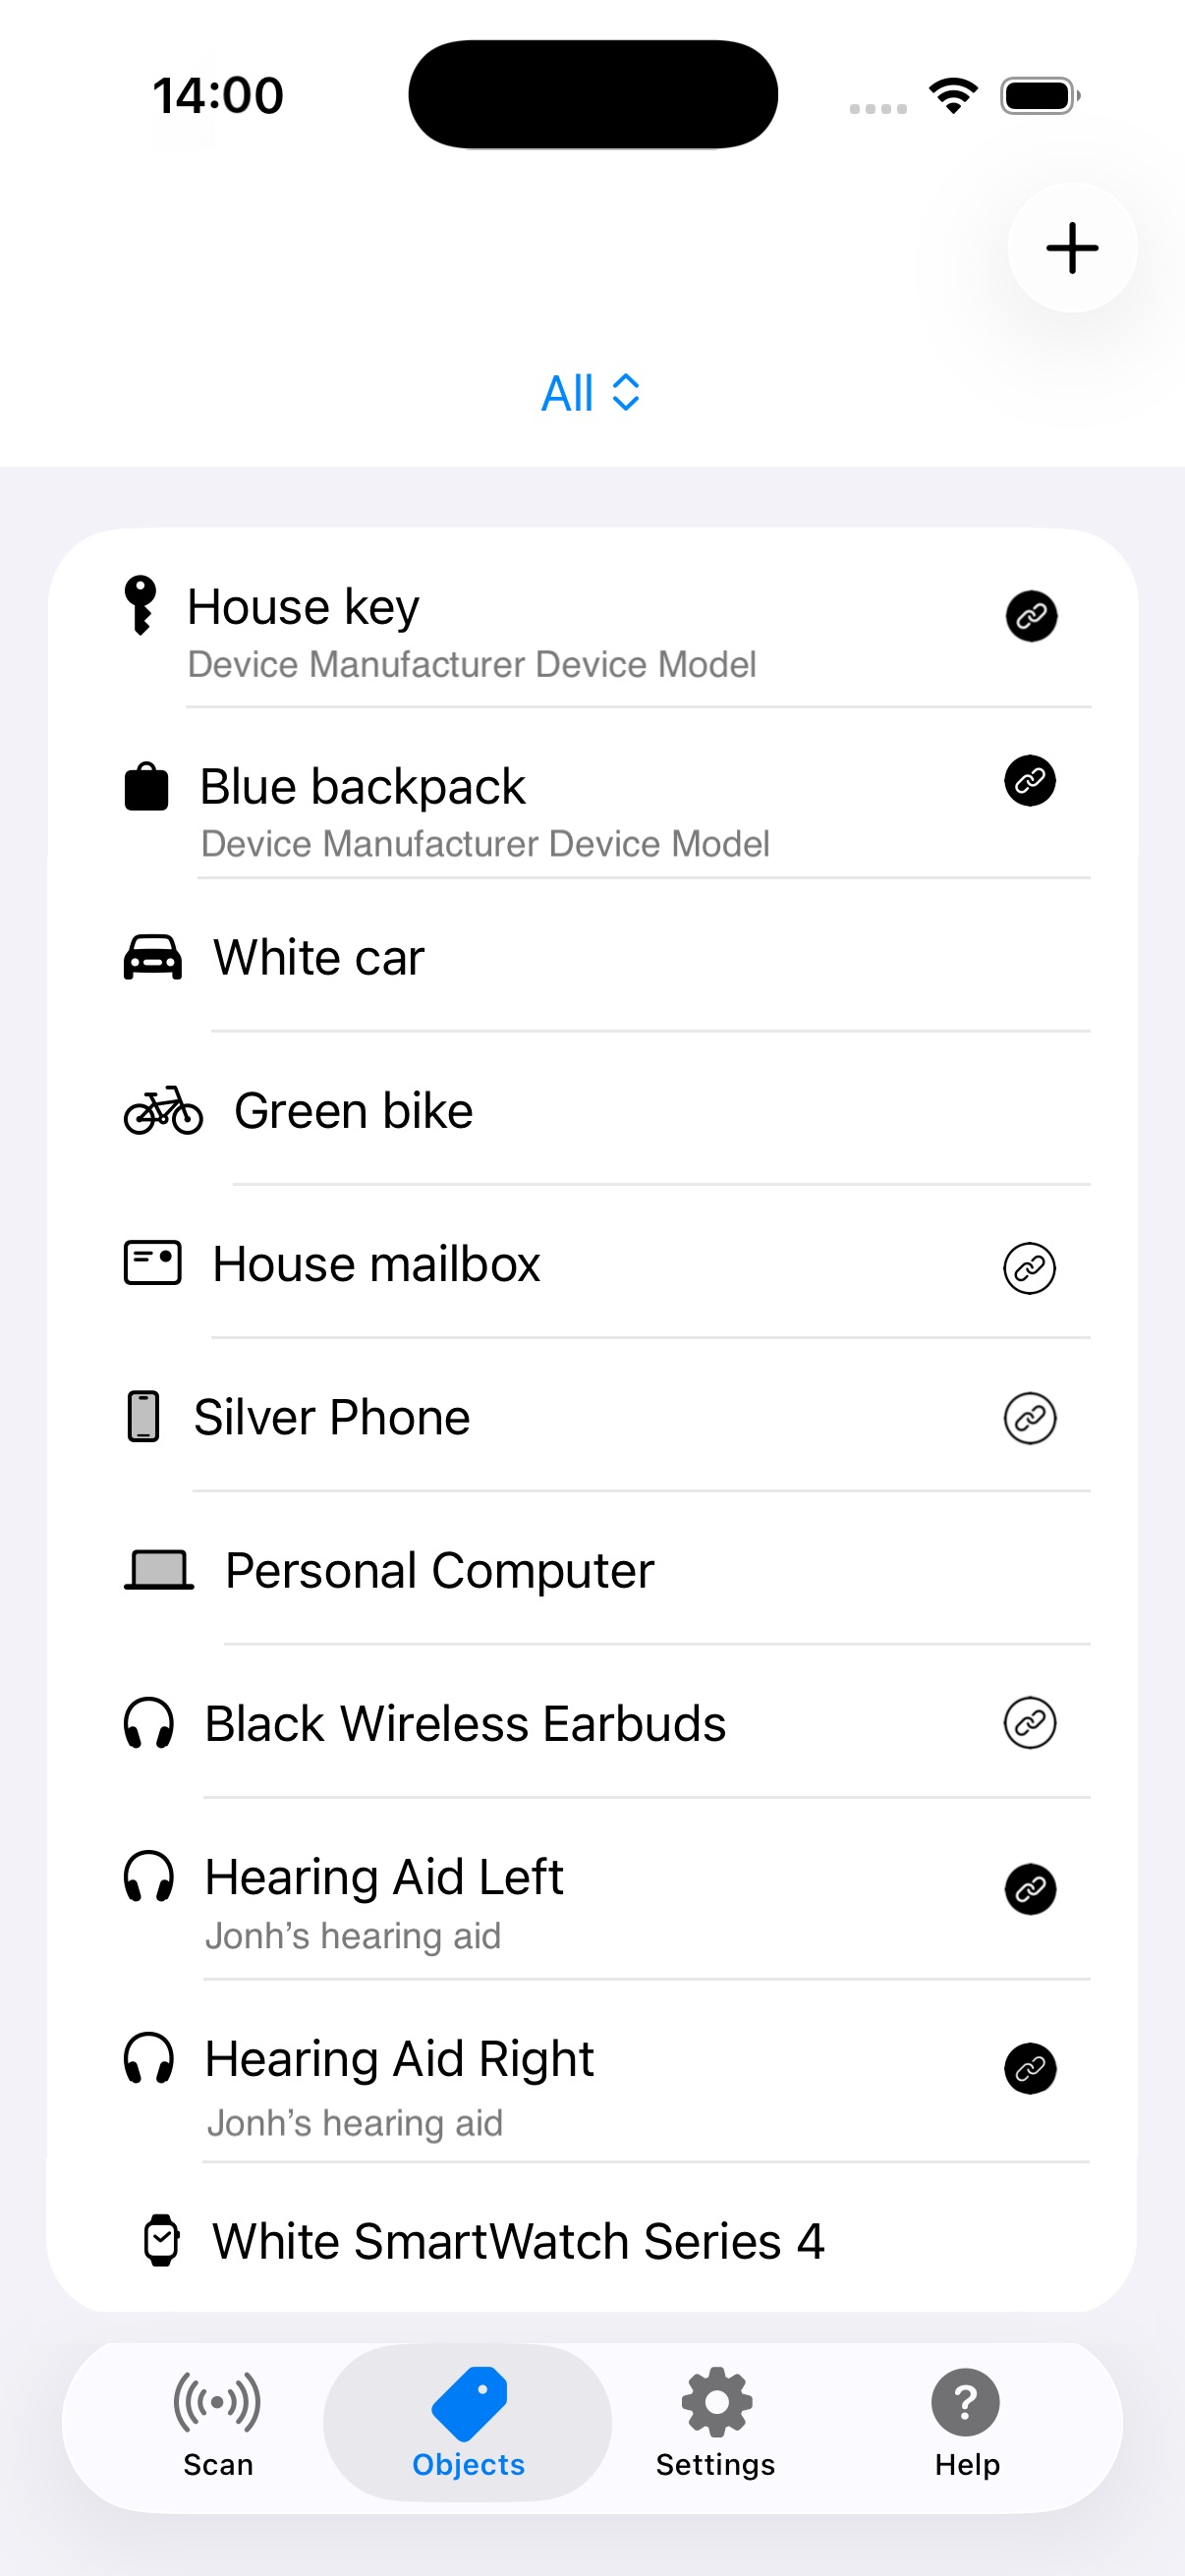 14:00
All
House key
Device Manufacturer Device Model
Blue backpack
Device Manufacturer Device Model
White car
Green bike
House mailbox
Silver Phone
Personal Computer
Black Wireless Earbuds
Hearing Aid Left
Jonh’s hearing aid
Hearing Aid Right
Jonh’s hearing aid
White SmartWatch Series 4
Scan
Objects
Settings
Help